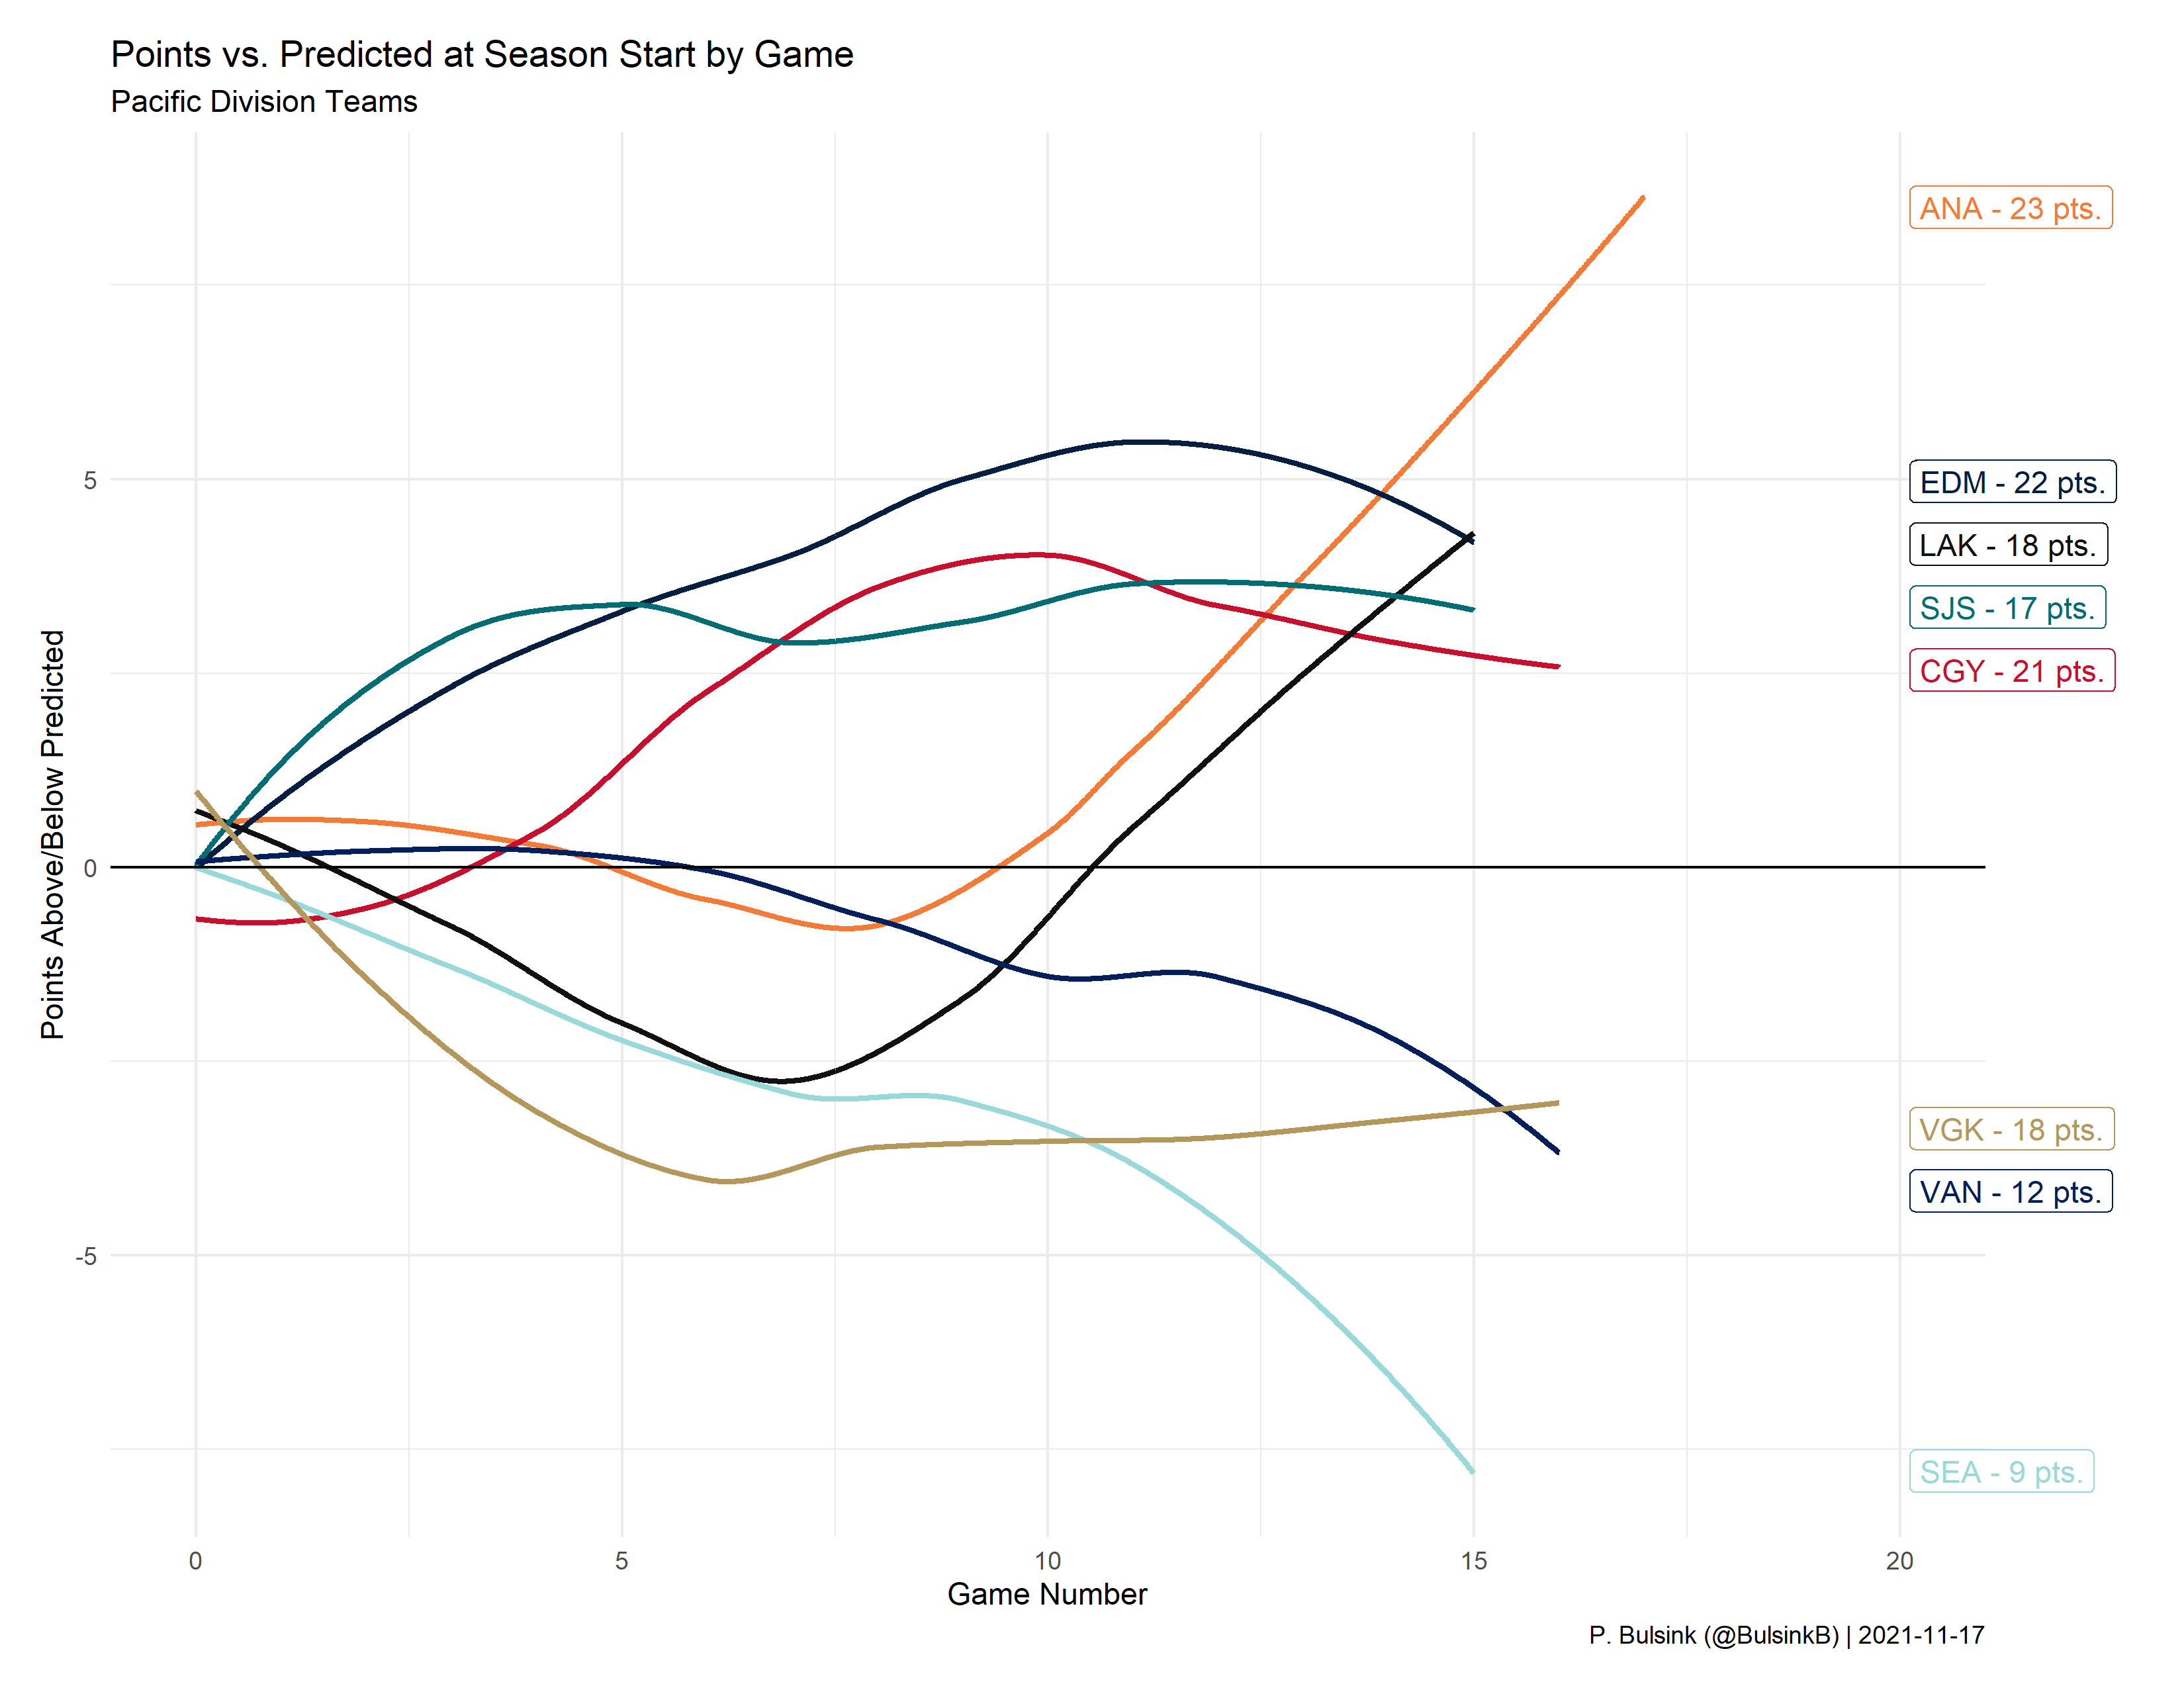 Points vs. Predicted at Season Start by Game
Pacific Division Teams
Points Above/Below Predicted
5
0
-5
ANA - 23 pts.
EDM - 22 pts.
LAK - 18 pts.
SJS - 17 pts.
CGY - 21 pts.
VGK - 18 pts.
VAN - 12 pts.
SEA - 9 pts.
0 5 10 15 20
Game Number
P. Bulsink (@BulsinkB) | 2021-11-17